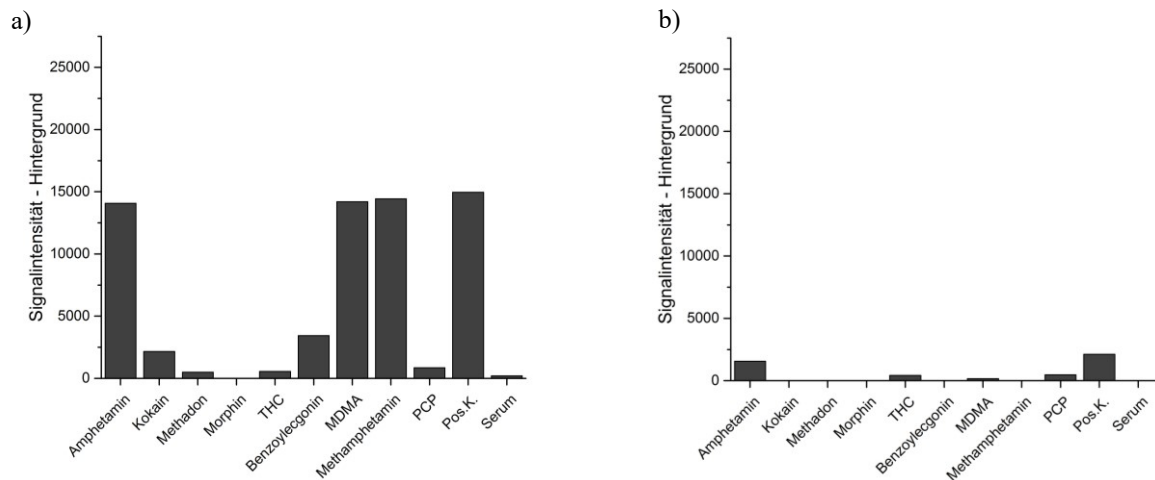 a)
Signalintensität - Hintergrund
25000
20000
15000
10000
5000
0
Amphetamin
Kokain
Methadon
Morphin
THC
Benzoylecgonin
MDMA
Methamphetamin
PCP
Pos.K.
Serum
b)
Signalintensität - Hintergrund
25000
20000
15000
10000
5000
0
Amphetamin
Kokain
Methadon
Morphin
THC
Benzoylecgonin
MDMA
Methamphetamin
PCP
Pos.K.
Serum